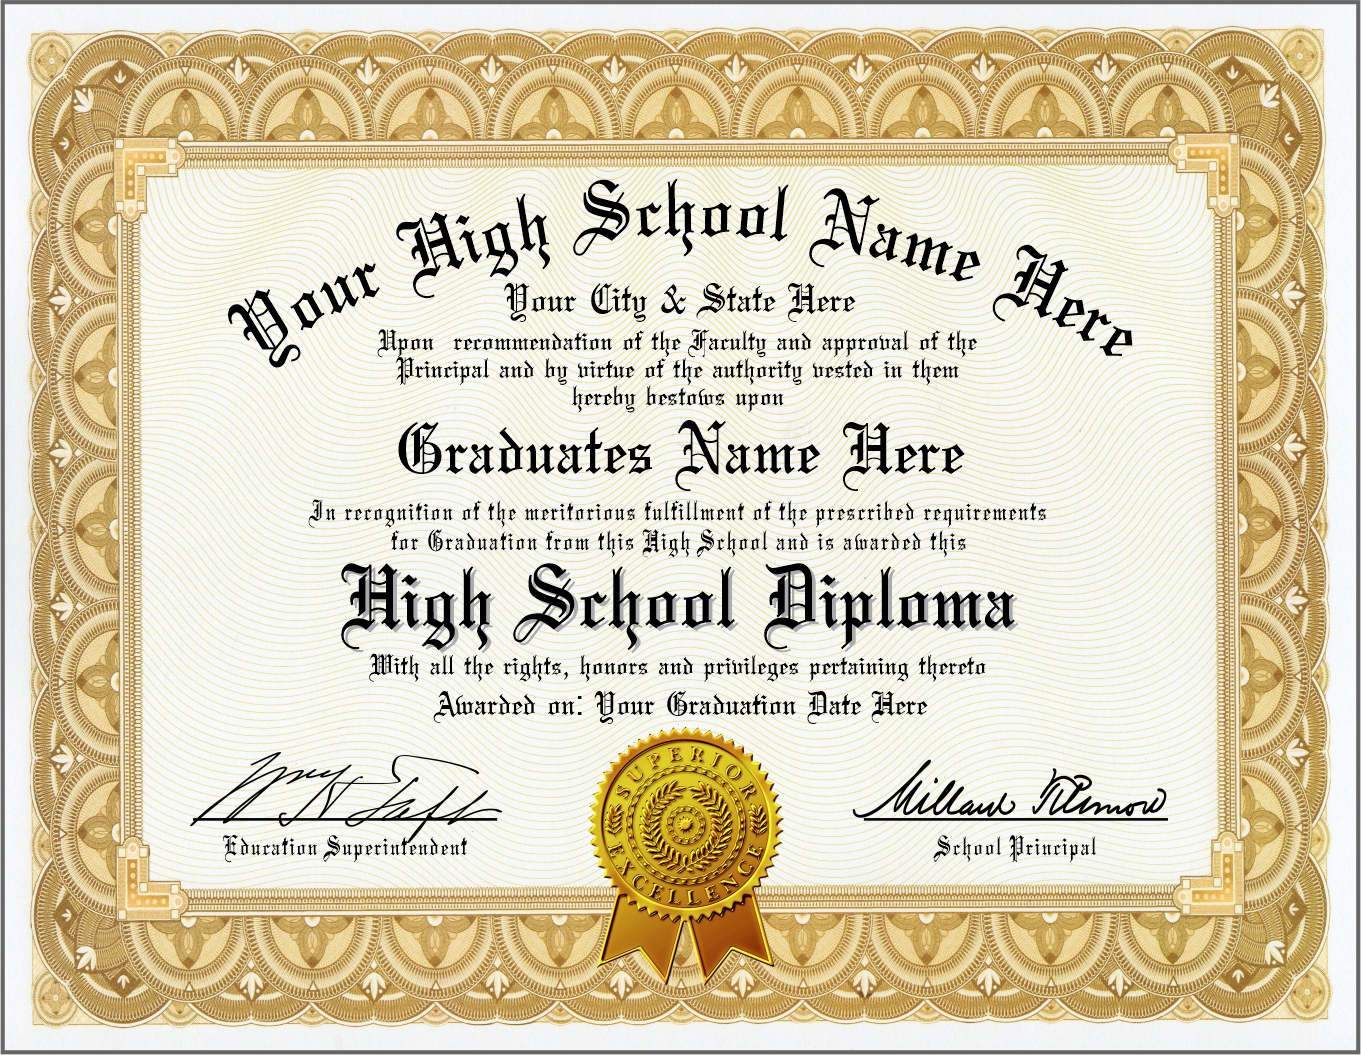 Your High School Name Here
Your City & State Here
Upon recommendation of the Faculty and approval of the
Principal and by virtue of the authority vested in them
hereby bestows upon
Graduates Name Here
In recognition of the meritorious fulfillment of the prescribed requirements
for Graduation from this High School and is awarded this
High School Diploma
With all the rights, honors and privileges pertaining thereto
Awarded on: Your Graduation Date Here
SUPERIOR
EXCELLENCE
Millard Fillmore
Education Superintendent
School Principal